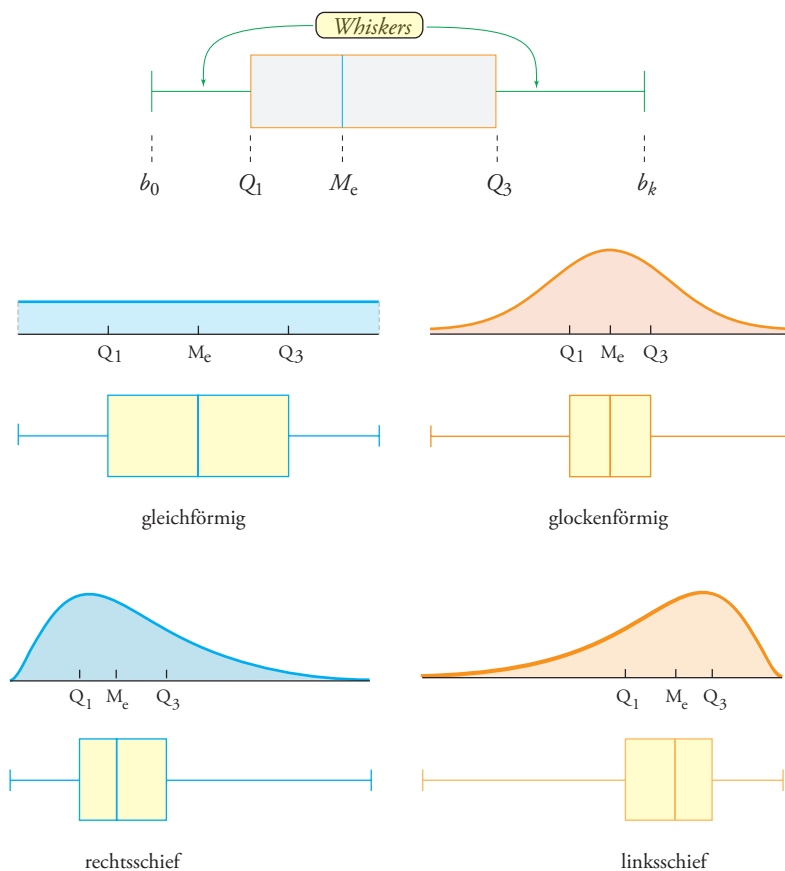 Whiskers
b₀ Q₁ Mₑ Q₃ bₖ
Q₁ Mₑ Q₃ Q₁ Mₑ Q₃
gleichförmig glockenförmig
Q₁ Mₑ Q₃ Q₁ Mₑ Q₃
rechtsschief linksschief